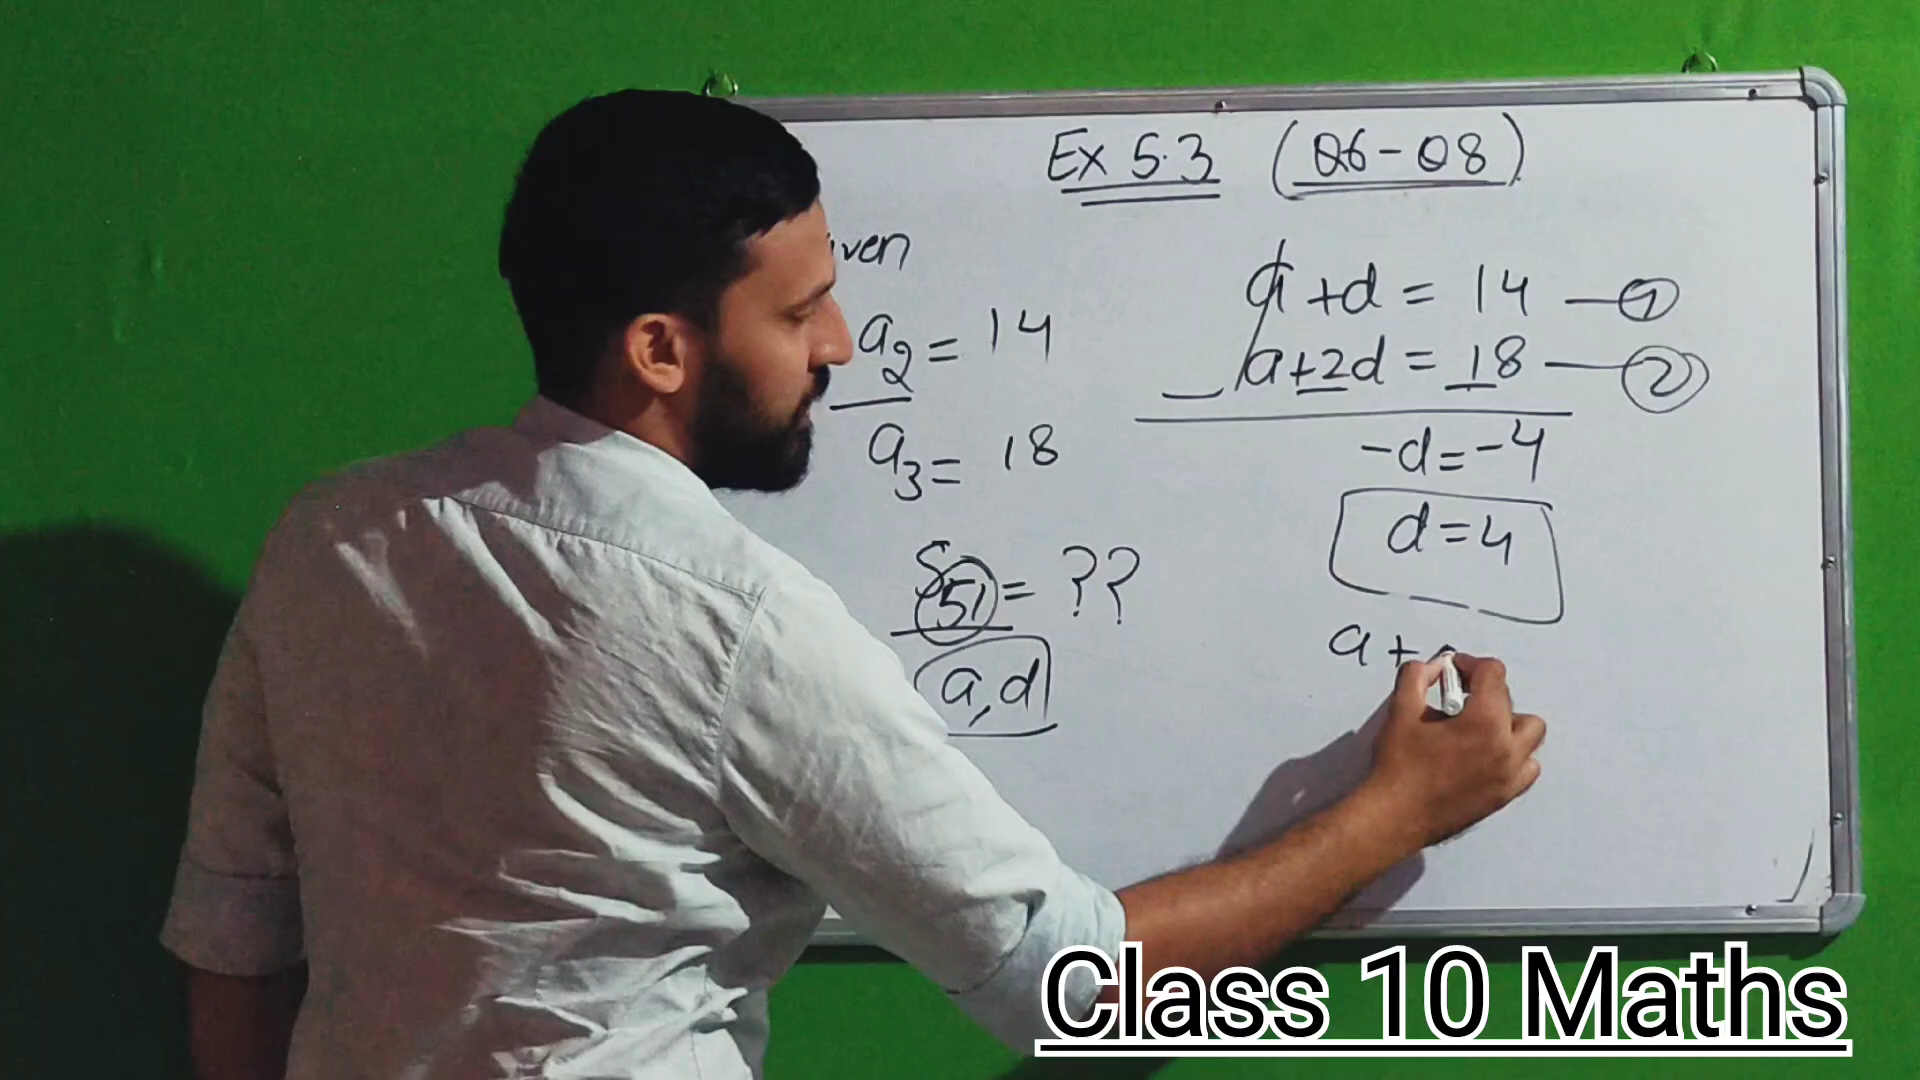 Ex 5.3 (Q6-Q8)
ven
a2 = 14
a3 = 18
S51 = ??
a, d
a + d = 14 — 1
a + 2d = 18 — 2
-d = -4
d = 4
a +
Class 10 Maths